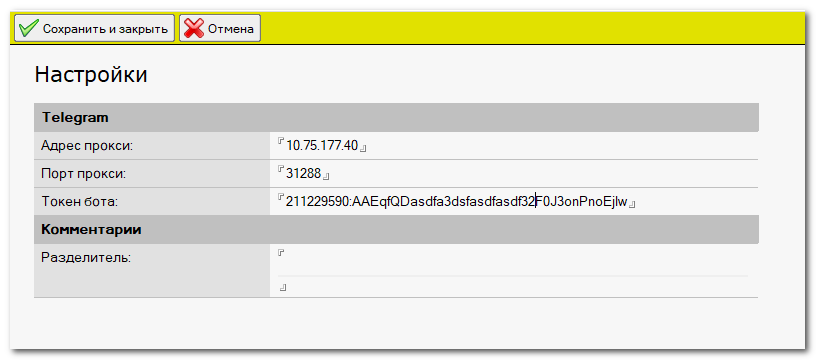 Сохранить и закрыть Отмена
Настройки
Telegram
Адрес прокси: 10.75.177.40
Порт прокси: 31288
Токен бота: 211229590:AAEqfQDasdfa3dsfasdfasdf32F0J3onPnoEjlw
Комментарии
Разделитель: